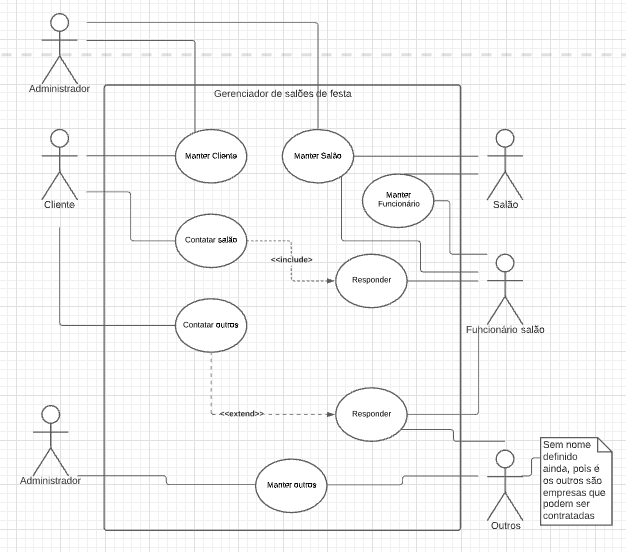 Administrador
Gerenciador de salões de festa
Manter Cliente
Manter Salão
Manter
Funcionário
Cliente
Salão
Contatar salão
<<include>>
Responder
Funcionário salão
Contatar outros
<<extend>>
Responder
Administrador
Manter outros
Outros
Sem nome
definido
ainda, pois é
os outros são
empresas que
podem ser
contratadas